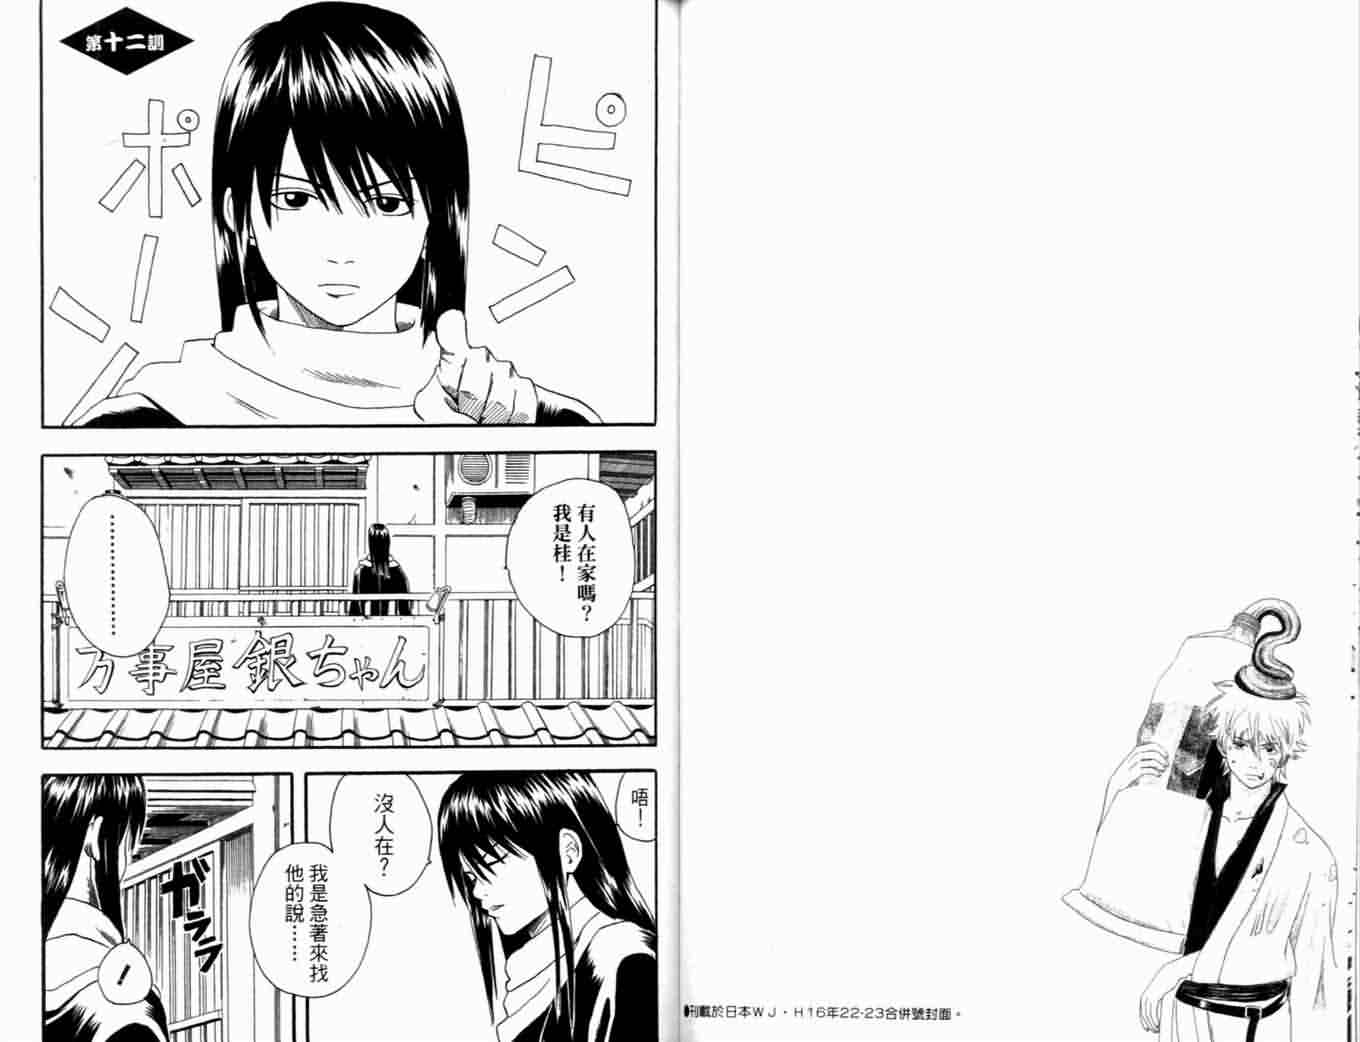 ●刊載於日本WJ・H16年22-23合併號封面。
第十二訓
ピンポーン
有人在家嗎？
我是桂！
…………
万事屋銀ちゃん
唔！
沒人在？
我是急著來找
他的說……
ガララ
！